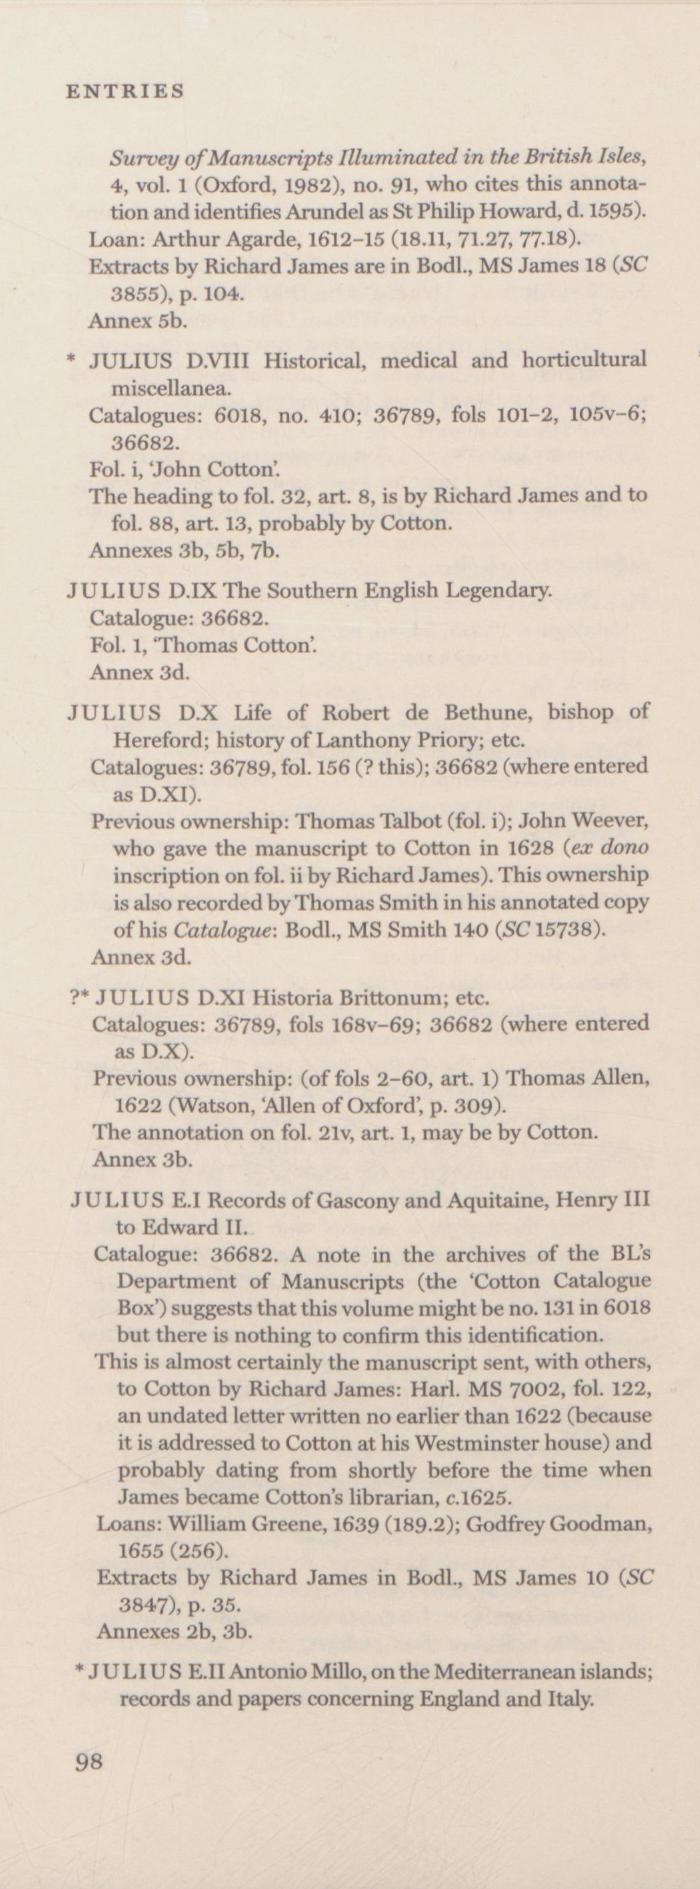 ENTRIES
Survey of Manuscripts Illuminated in the British Isles,
4, vol. 1 (Oxford, 1982), no. 91, who cites this annota-
tion and identifies Arundel as St Philip Howard, d. 1595).
Loan: Arthur Agarde, 1612–15 (18.11, 71.27, 77.18).
Extracts by Richard James are in Bodl., MS James 18 (SC
3855), p. 104.
Annex 5b.
* JULIUS D.VIII Historical, medical and horticultural
miscellanea.
Catalogues: 6018, no. 410; 36789, fols 101–2, 105v–6;
36682.
Fol. i, ‘John Cotton’.
The heading to fol. 32, art. 8, is by Richard James and to
fol. 88, art. 13, probably by Cotton.
Annexes 3b, 5b, 7b.
JULIUS D.IX The Southern English Legendary.
Catalogue: 36682.
Fol. 1, ‘Thomas Cotton’.
Annex 3d.
JULIUS D.X Life of Robert de Bethune, bishop of
Hereford; history of Lanthony Priory; etc.
Catalogues: 36789, fol. 156 (? this); 36682 (where entered
as D.XI).
Previous ownership: Thomas Talbot (fol. i); John Weever,
who gave the manuscript to Cotton in 1628 (ex dono
inscription on fol. ii by Richard James). This ownership
is also recorded by Thomas Smith in his annotated copy
of his Catalogue: Bodl., MS Smith 140 (SC 15738).
Annex 3d.
?* JULIUS D.XI Historia Brittonum; etc.
Catalogues: 36789, fols 168v–69; 36682 (where entered
as D.X).
Previous ownership: (of fols 2–60, art. 1) Thomas Allen,
1622 (Watson, ‘Allen of Oxford’, p. 309).
The annotation on fol. 21v, art. 1, may be by Cotton.
Annex 3b.
JULIUS E.I Records of Gascony and Aquitaine, Henry III
to Edward II.
Catalogue: 36682. A note in the archives of the BL’s
Department of Manuscripts (the ‘Cotton Catalogue
Box’) suggests that this volume might be no. 131 in 6018
but there is nothing to confirm this identification.
This is almost certainly the manuscript sent, with others,
to Cotton by Richard James: Harl. MS 7002, fol. 122,
an undated letter written no earlier than 1622 (because
it is addressed to Cotton at his Westminster house) and
probably dating from shortly before the time when
James became Cotton’s librarian, c.1625.
Loans: William Greene, 1639 (189.2); Godfrey Goodman,
1655 (256).
Extracts by Richard James in Bodl., MS James 10 (SC
3847), p. 35.
Annexes 2b, 3b.
* JULIUS E.II Antonio Millo, on the Mediterranean islands;
records and papers concerning England and Italy.
98